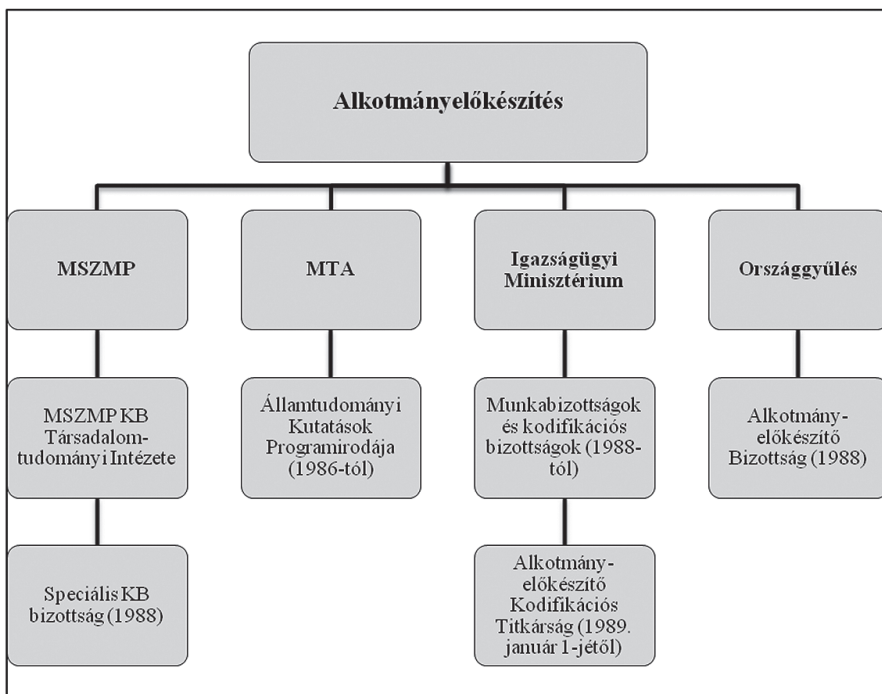 Alkotmányelőkészítés
MSZMP
MTA
Igazságügyi
Minisztérium
Országgyűlés
MSZMP KB
Társadalom-
tudományi Intézete
Államtudományi
Kutatások
Programirodája
(1986-tól)
Munkabizottságok
és kodifikációs
bizottságok (1988-
tól)
Alkotmány-
előkészítő
Bizottság (1988)
Speciális KB
bizottság (1988)
Alkotmány-
előkészítő
Kodifikációs
Titkárság (1989.
január 1-jétől)